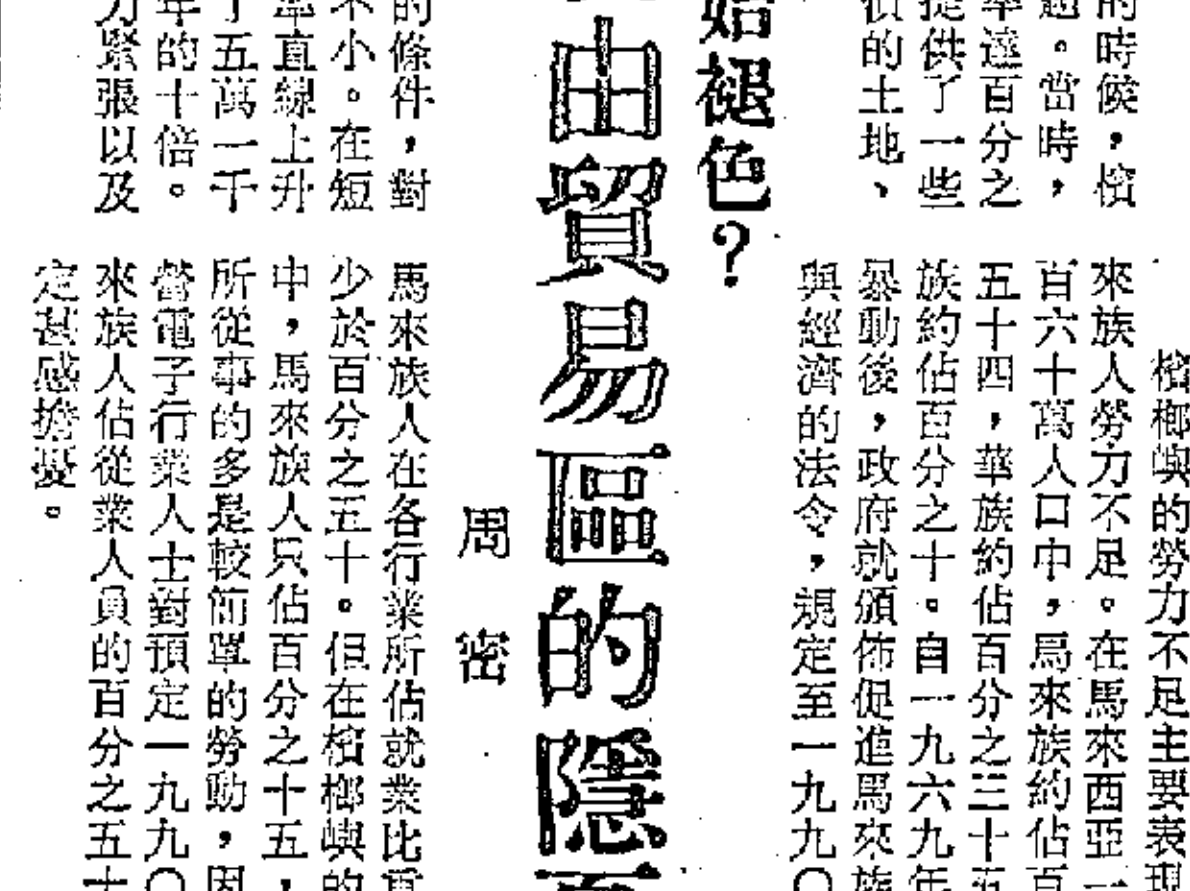 的時候，檳
趙。當時，
率達百分之
提供了一些
的土地、
檳榔嶼的勞力不足主要表現
來族人勞力不足。在馬來西亞一
百六十萬人口中，馬來族約佔百
五十四，華族約佔百分之三十五
族約佔百分之十。自一九六九年
暴動後，政府就頒佈促進馬來族
與經濟的法令，規定至一九九〇
始褪色？
由貿易區的隱
周密
的條件，對
不小。在短
率直線上升
了五萬一千
年的十倍。
力緊張以及
馬來族人在各行業所佔就業比重
少於百分之五十。但在檳榔嶼的
中，馬來族人只佔百分之十五，
所從事的多是較簡單的勞動，因
營電子行業人士對預定一九九〇
來族人佔從業人員的百分之五十
定甚感擔憂。